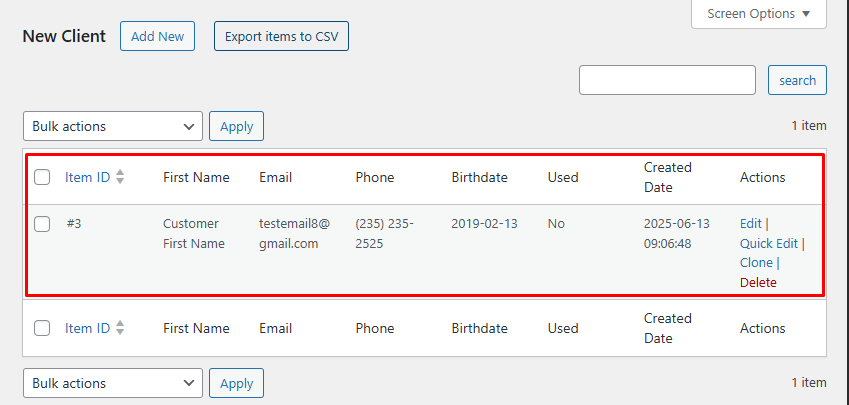 Screen Options ▼
New Client Add New Export items to CSV
search
Bulk actions Apply 1 item
Item ID First Name Email Phone Birthdate Used Created Date Actions
#3 Customer First Name testemail8@gmail.com (235) 235-2525 2019-02-13 No 2025-06-13 09:06:48 Edit | Quick Edit | Clone | Delete
Item ID First Name Email Phone Birthdate Used Created Date Actions
Bulk actions Apply 1 item